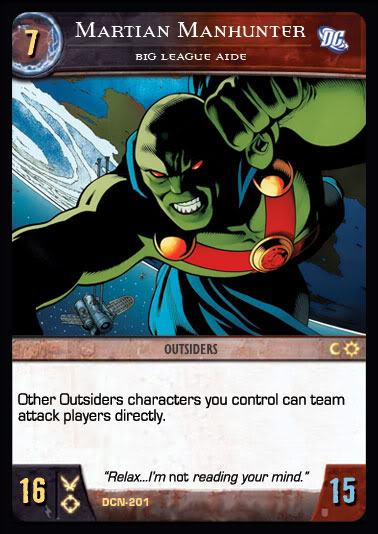 7
Martian Manhunter
DC
BIG LEAGUE AIDE
OUTSIDERS
Other Outsiders characters you control can team
attack players directly.
"Relax...I'm not reading your mind."
16
DCN-201
15